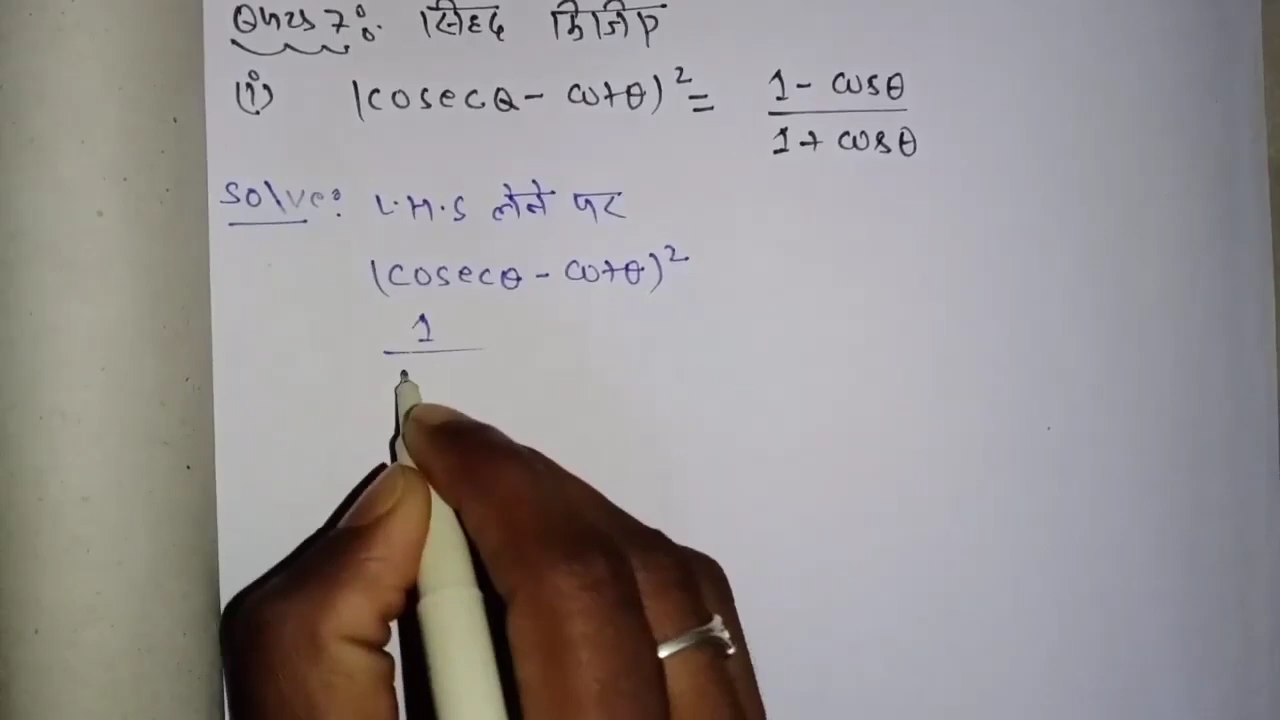 Ques 7: सिद्ध किजिए
(i) (cosecθ - cotθ)² = 1 - cosθ / 1 + cosθ
Solve: L.H.S लेने पर
(cosecθ - cotθ)²
1